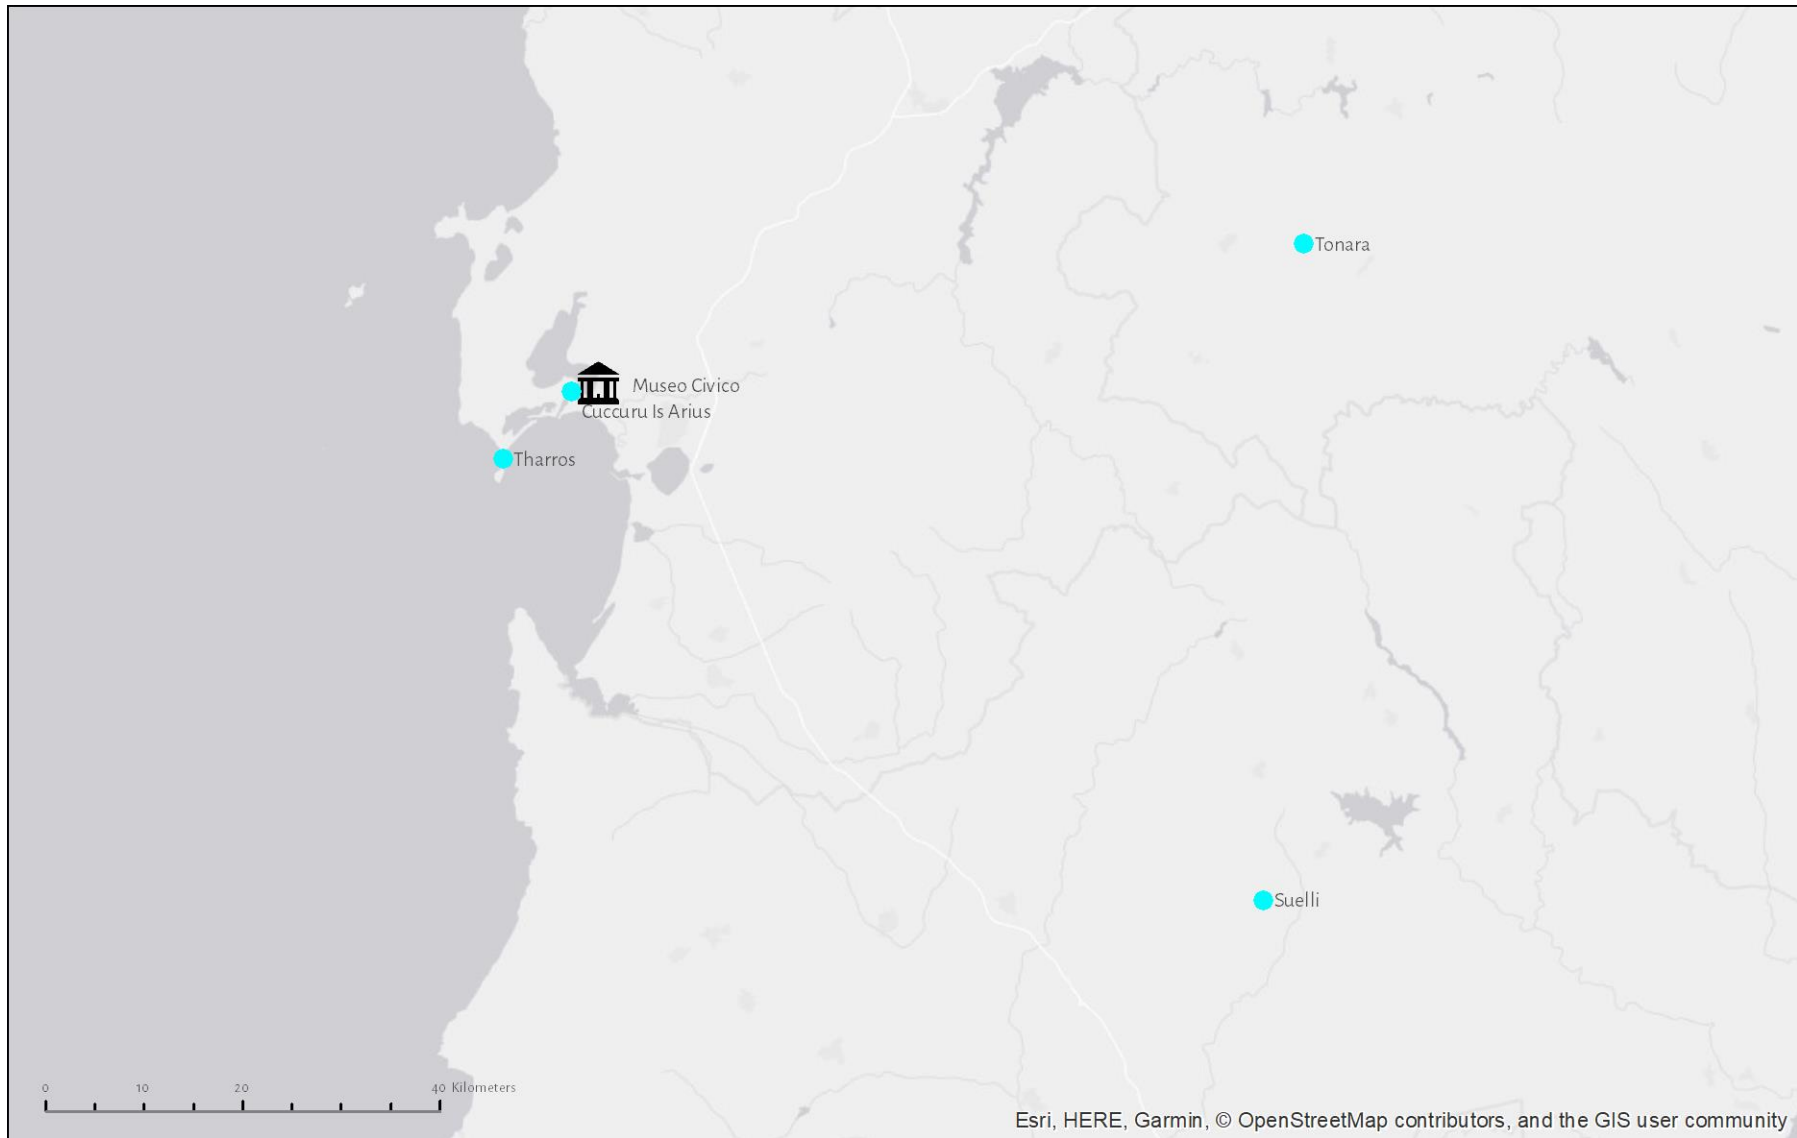 Tonara
Museo Civico
Cuccuru Is Arius
Tharros
Suelli
0 10 20 40 Kilometers
Esri, HERE, Garmin, © OpenStreetMap contributors, and the GIS user community